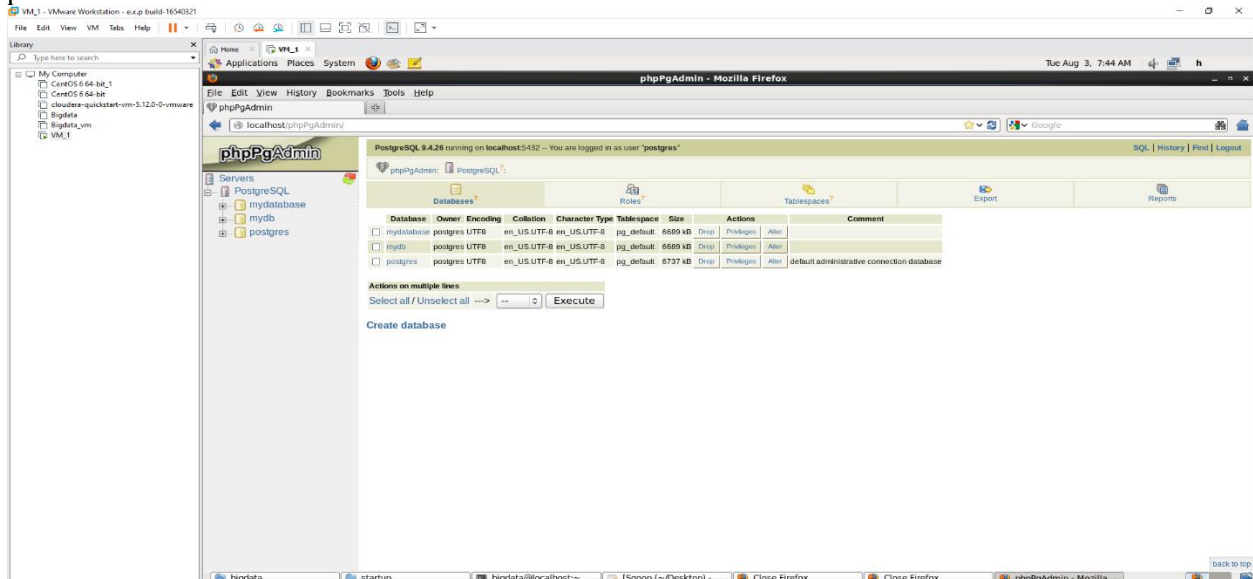 VM_1 - VMware Workstation - e.x.p build-16540321
File Edit View VM Tabs Help
Library
Type here to search
My Computer
CentOS 6 64-bit_1
CentOS 6 64-bit
cloudera-quickstart-vm-5.12.0-0-vmware
Bigdata
Bigdata_vm
VM_1
Home VM_1
Applications Places System Tue Aug 3, 7:44 AM h
phpPgAdmin - Mozilla Firefox
File Edit View History Bookmarks Tools Help
phpPgAdmin
localhost/phpPgAdmin/ Google
phpPgAdmin
Servers
PostgreSQL
mydatabase
mydb
postgres
PostgreSQL 9.4.26 running on localhost:5432 -- You are logged in as user "postgres" SQL | History | Find | Logout
phpPgAdmin: PostgreSQL?:
Databases? Roles? Tablespaces? Export Reports
Database Owner Encoding Collation Character Type Tablespace Size Actions Comment
mydatabase postgres UTF8 en_US.UTF-8 en_US.UTF-8 pg_default 6689 kB Drop Privileges Alter
mydb postgres UTF8 en_US.UTF-8 en_US.UTF-8 pg_default 6689 kB Drop Privileges Alter
postgres postgres UTF8 en_US.UTF-8 en_US.UTF-8 pg_default 6737 kB Drop Privileges Alter default administrative connection database
Actions on multiple lines
Select all / Unselect all ---> -- Execute
Create database
back to top
bigdata startup bigdata@localhost:~ [Sqoop (~/Desktop) - Close Firefox Close Firefox phpPgAdmin - Mozilla